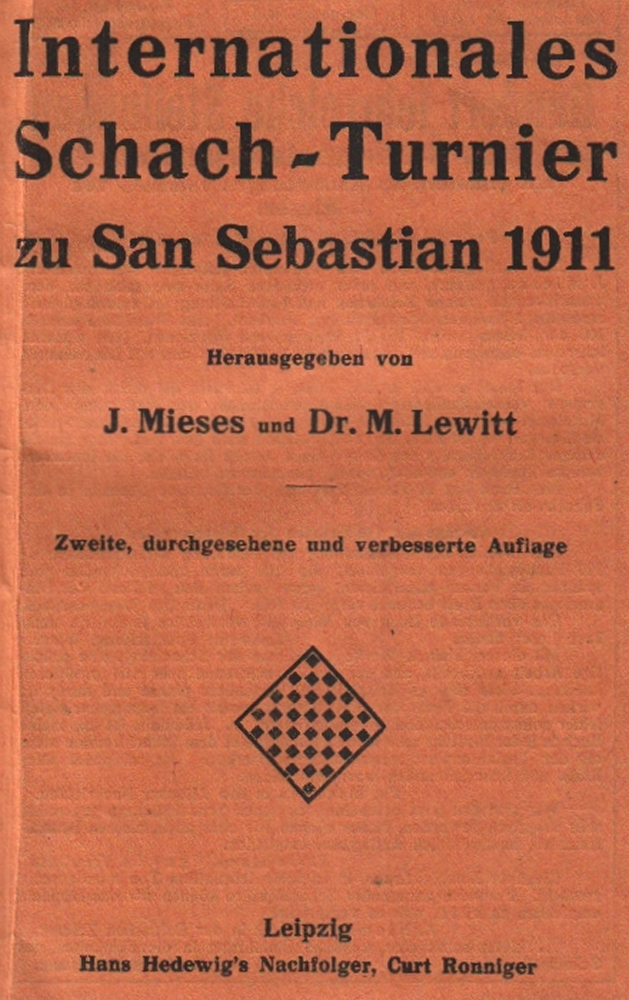 Internationales
Schach-Turnier
zu San Sebastian 1911
Herausgegeben von
J. Mieses und Dr. M. Lewitt
Zweite, durchgesehene und verbesserte Auflage
Leipzig
Hans Hedewig's Nachfolger, Curt Ronniger